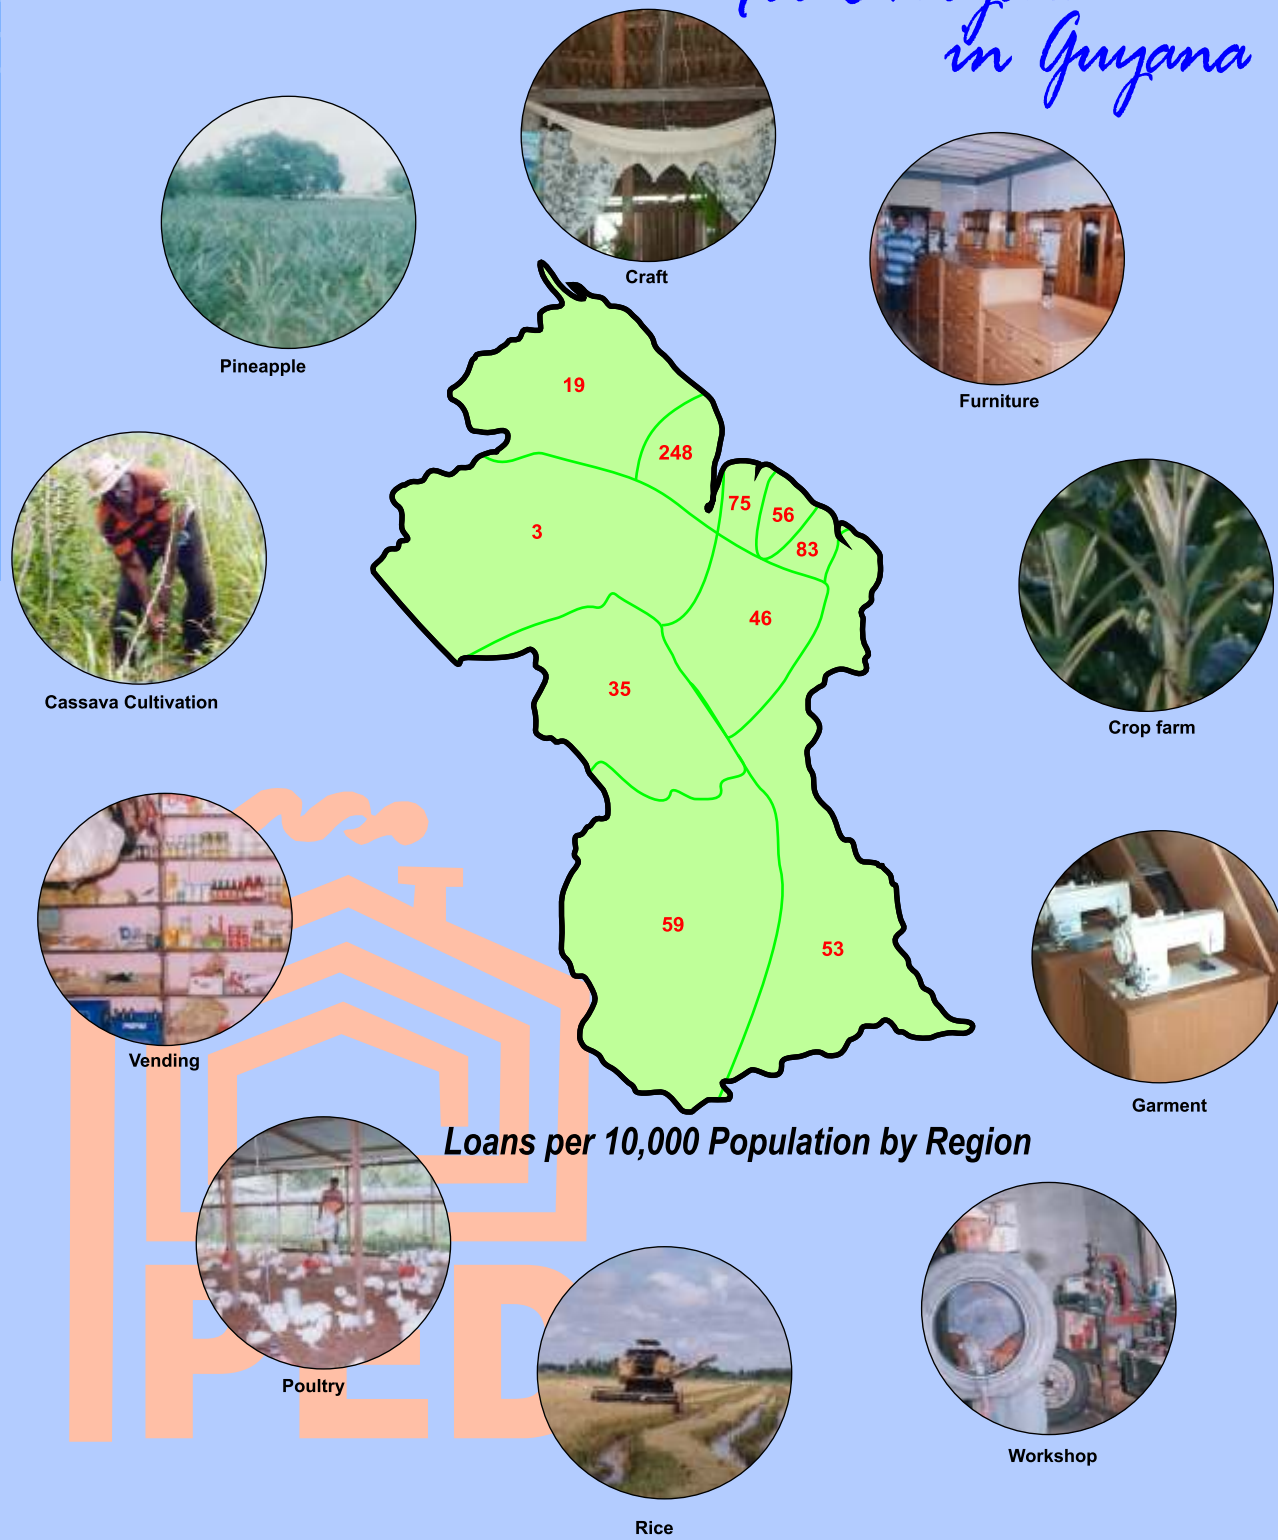 in Guyana
Craft
Pineapple
Furniture
19
248
75
56
3
83
46
35
Cassava Cultivation
Crop farm
59
53
Vending
Garment
Loans per 10,000 Population by Region
Poultry
Workshop
Rice
IPED